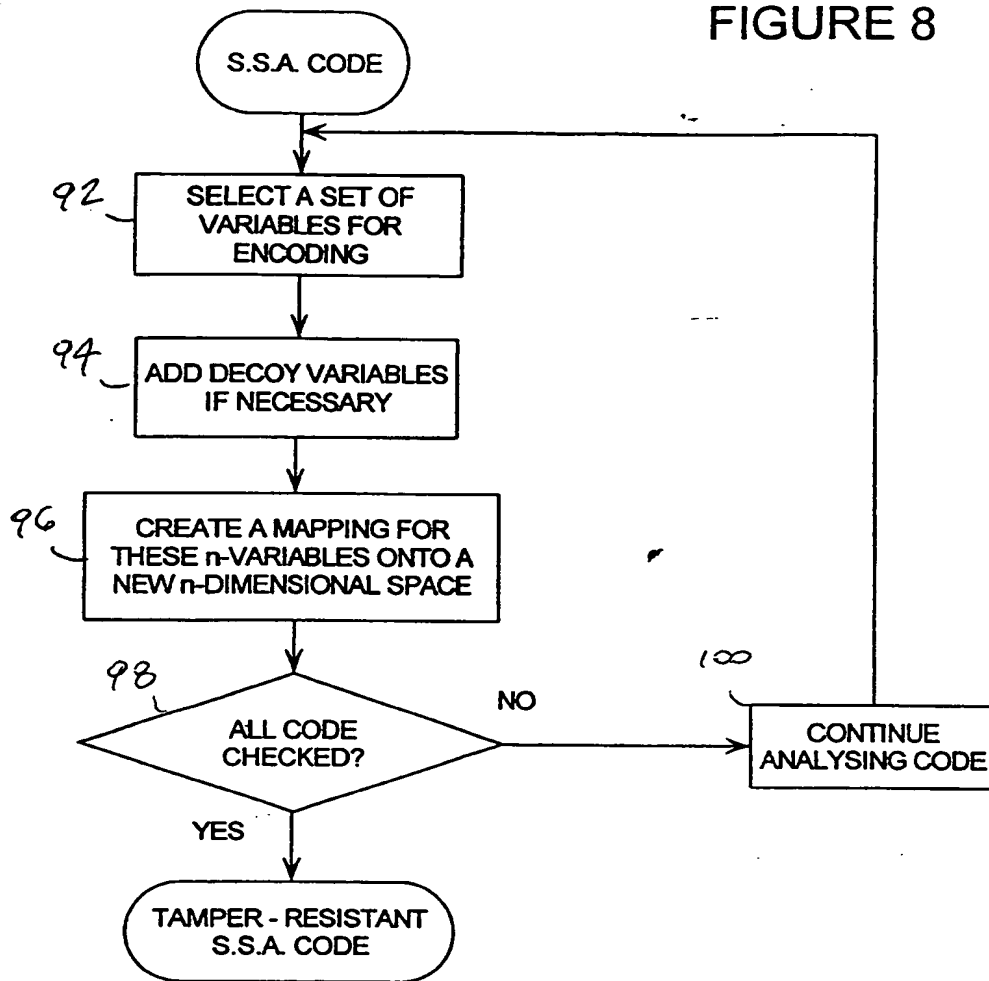 FIGURE 8
S.S.A. CODE
92
SELECT A SET OF
VARIABLES FOR
ENCODING
94
ADD DECOY VARIABLES
IF NECESSARY
96
CREATE A MAPPING FOR
THESE n-VARIABLES ONTO A
NEW n-DIMENSIONAL SPACE
98
ALL CODE
CHECKED?
NO
100
CONTINUE
ANALYSING CODE
YES
TAMPER - RESISTANT
S.S.A. CODE